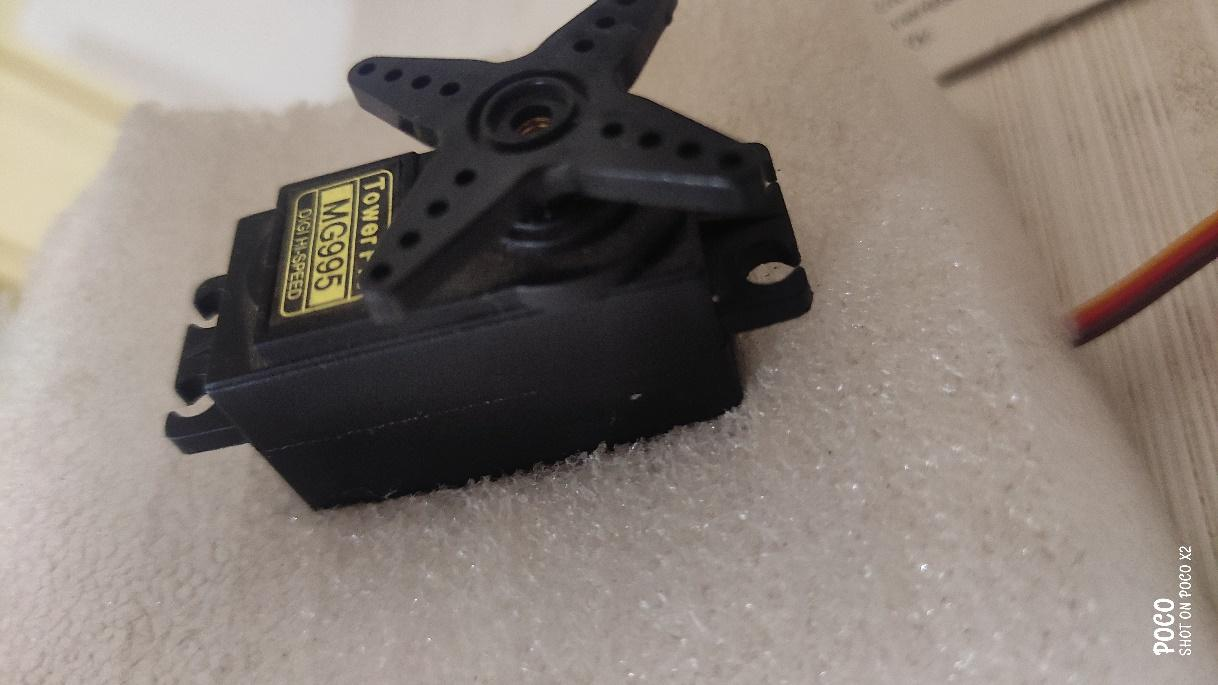 Tower
MG995
DIGI HI-SPEED
POCO
SHOT ON POCO X2